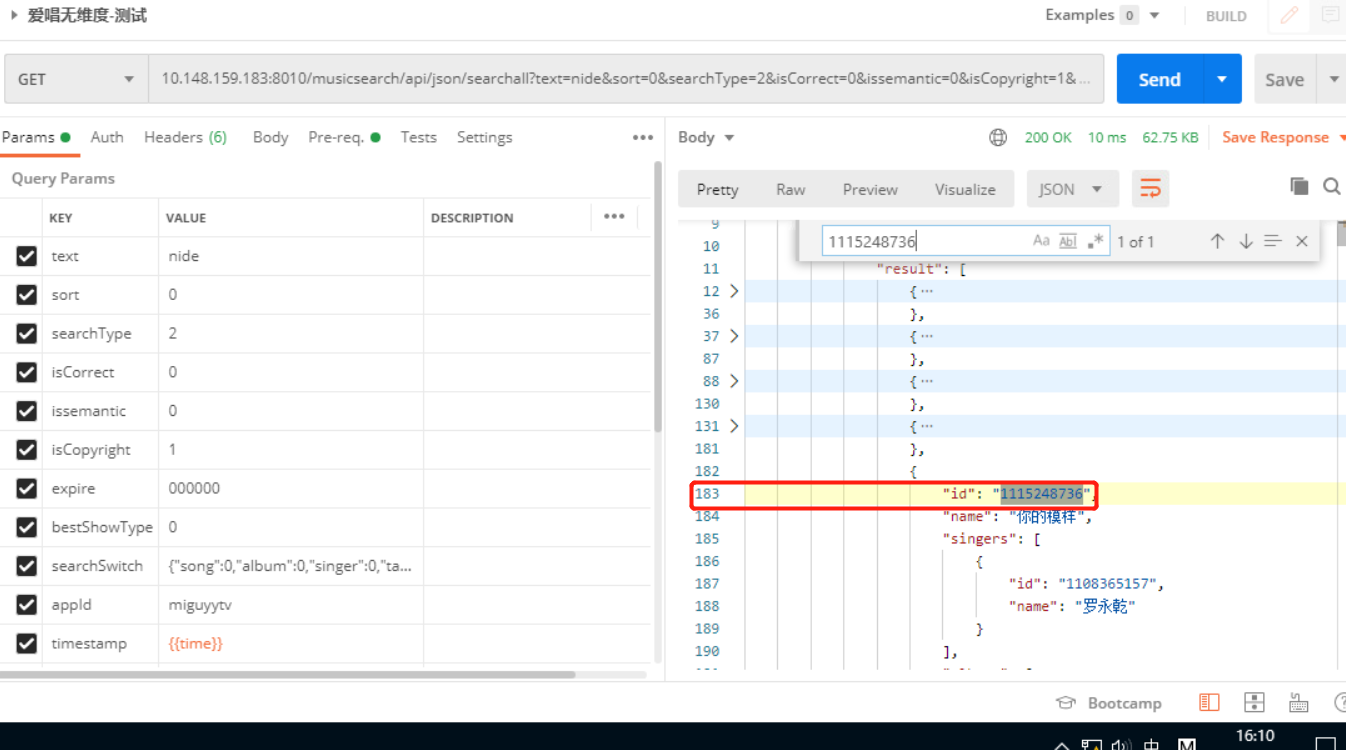 爱唱无维度-测试
Examples 0
BUILD
GET
10.148.159.183:8010/musicsearch/api/json/searchall?text=nide&sort=0&searchType=2&isCorrect=0&issemantic=0&isCopyright=1& ...
Send
Save
Params Auth Headers (6) Body Pre-req. Tests Settings
Query Params
KEY VALUE DESCRIPTION
text nide
sort 0
searchType 2
isCorrect 0
issemantic 0
isCopyright 1
expire 000000
bestShowType 0
searchSwitch {"song":0,"album":0,"singer":0,"ta...
appId miguyytv
timestamp {{time}}
Body 200 OK 10 ms 62.75 KB Save Response
Pretty Raw Preview Visualize JSON
1115248736 Aa Abl .* 1 of 1
9
10
11 "result": [
12 { ...
36 },
37 { ...
87 },
88 { ...
130 },
131 { ...
181 },
182 {
183 "id": "1115248736",
184 "name": "你的模样",
185 "singers": [
186 {
187 "id": "1108365157",
188 "name": "罗永乾"
189 }
190 ],
Bootcamp
中 M 16:10